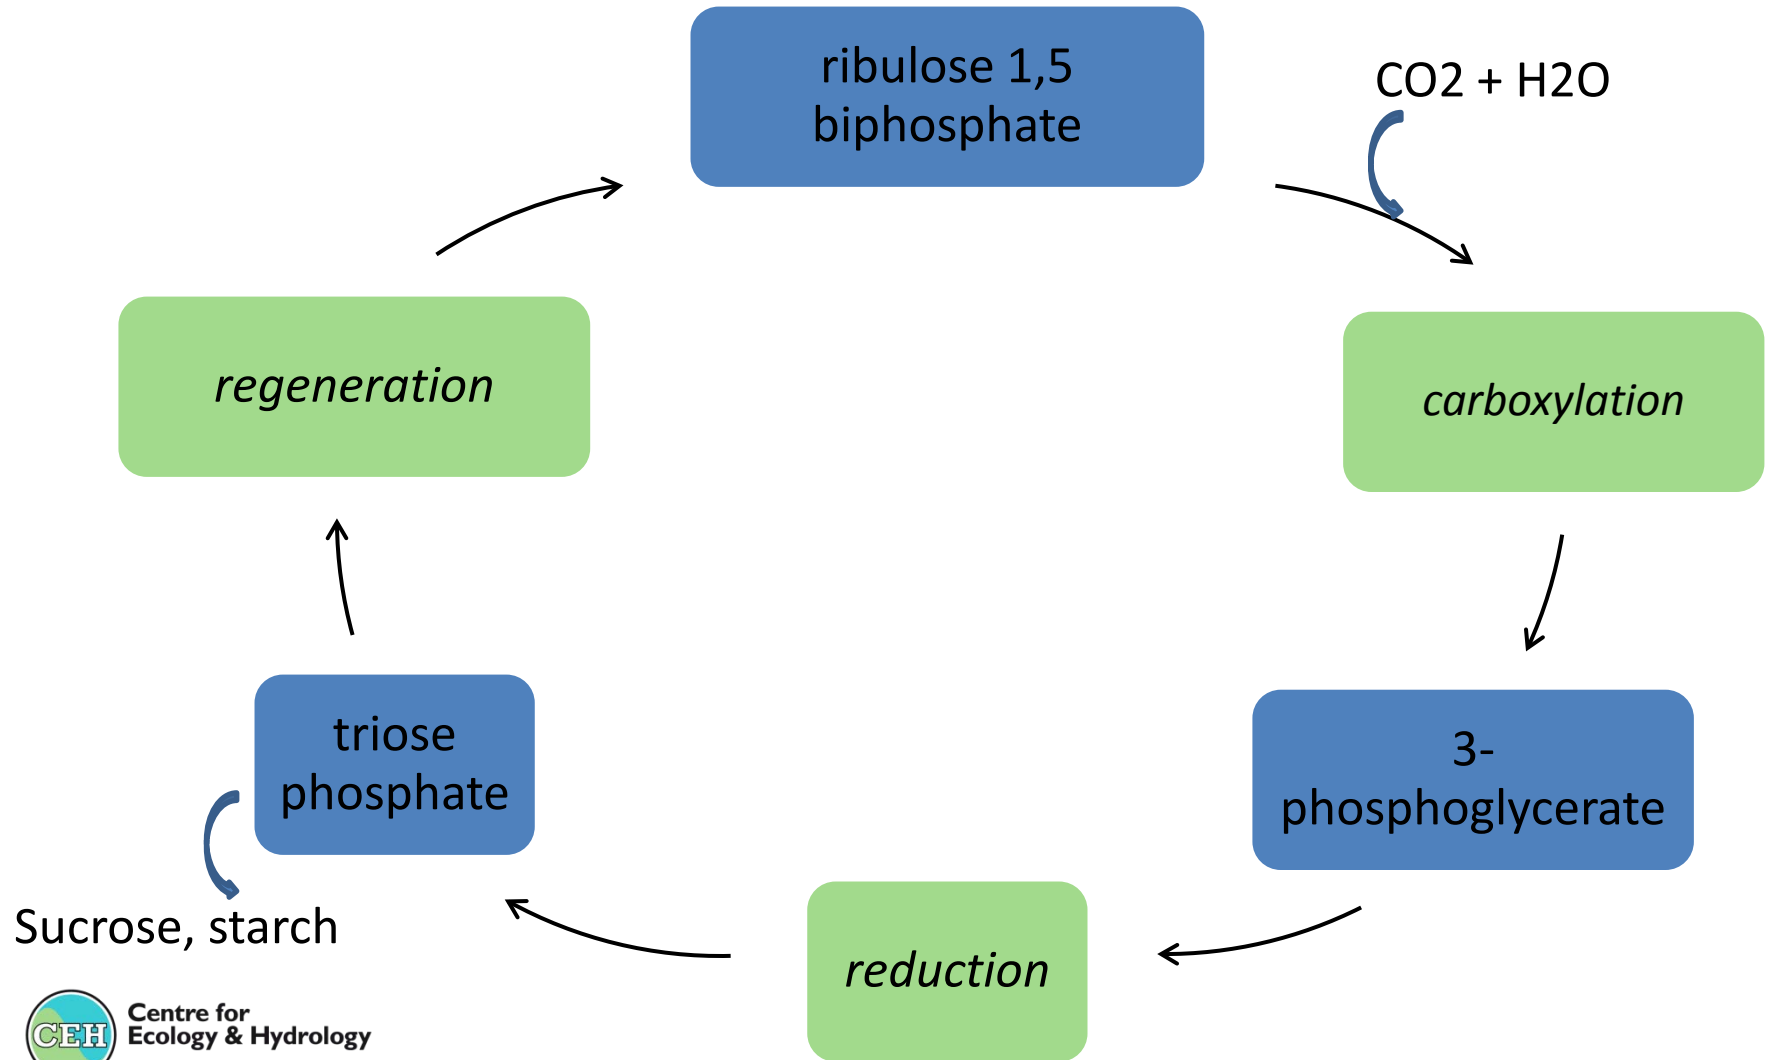 ribulose 1,5
biphosphate
CO2 + H2O
regeneration
carboxylation
triose
phosphate
3-
phosphoglycerate
Sucrose, starch
reduction
CEH
Centre for
Ecology & Hydrology